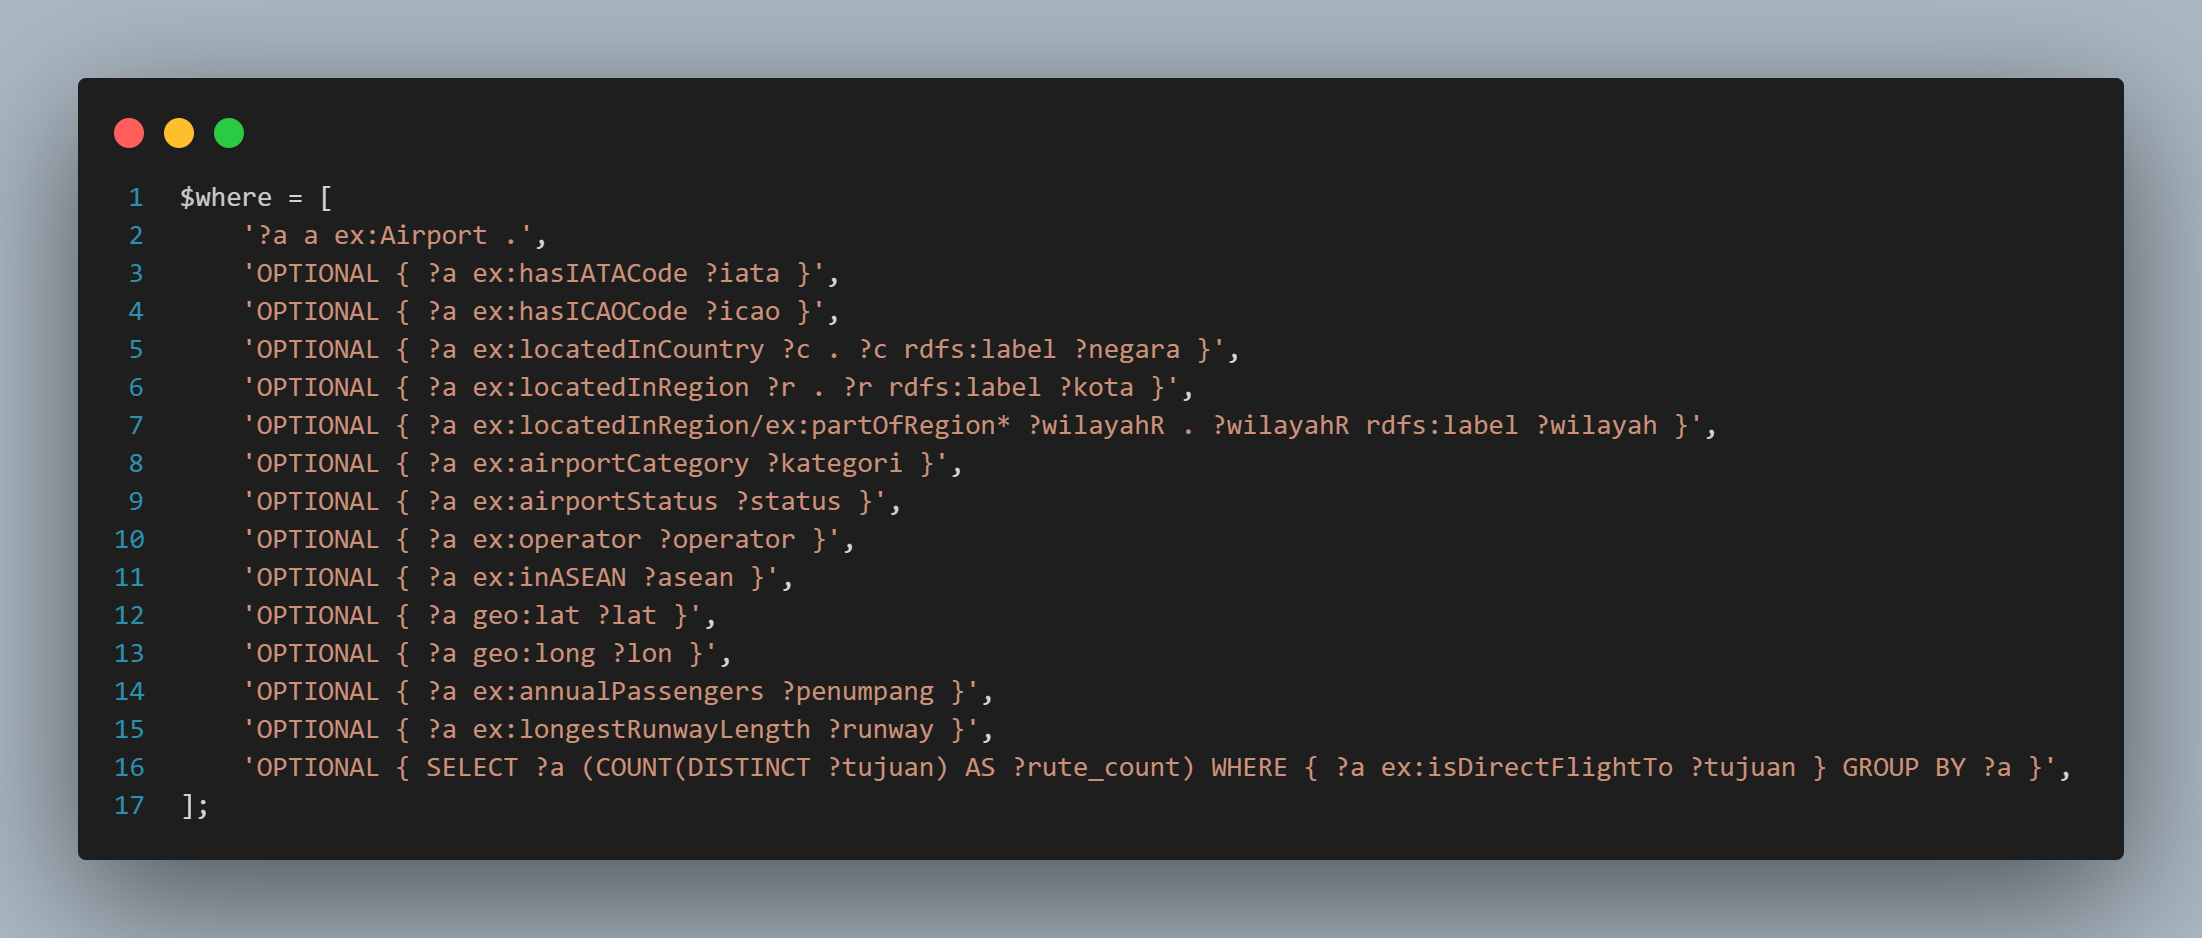 1 $where = [
2     '?a a ex:Airport .',
3     'OPTIONAL { ?a ex:hasIATACode ?iata }',
4     'OPTIONAL { ?a ex:hasICAOCode ?icao }',
5     'OPTIONAL { ?a ex:locatedInCountry ?c . ?c rdfs:label ?negara }',
6     'OPTIONAL { ?a ex:locatedInRegion ?r . ?r rdfs:label ?kota }',
7     'OPTIONAL { ?a ex:locatedInRegion/ex:partOfRegion* ?wilayahR . ?wilayahR rdfs:label ?wilayah }',
8     'OPTIONAL { ?a ex:airportCategory ?kategori }',
9     'OPTIONAL { ?a ex:airportStatus ?status }',
10     'OPTIONAL { ?a ex:operator ?operator }',
11     'OPTIONAL { ?a ex:inASEAN ?asean }',
12     'OPTIONAL { ?a geo:lat ?lat }',
13     'OPTIONAL { ?a geo:long ?lon }',
14     'OPTIONAL { ?a ex:annualPassengers ?penumpang }',
15     'OPTIONAL { ?a ex:longestRunwayLength ?runway }',
16     'OPTIONAL { SELECT ?a (COUNT(DISTINCT ?tujuan) AS ?rute_count) WHERE { ?a ex:isDirectFlightTo ?tujuan } GROUP BY ?a }',
17 ];